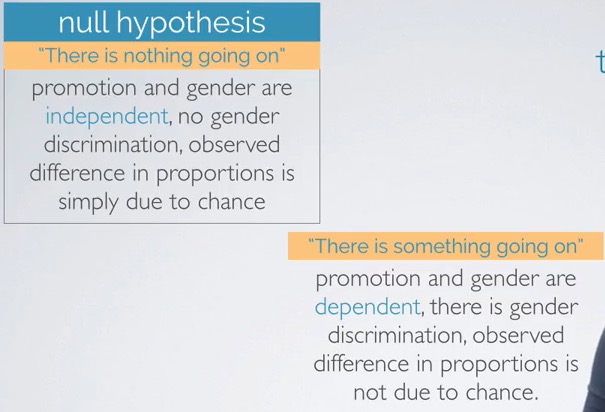 null hypothesis
"There is nothing going on"
promotion and gender are
independent, no gender
discrimination, observed
difference in proportions is
simply due to chance
"There is something going on"
promotion and gender are
dependent, there is gender
discrimination, observed
difference in proportions is
not due to chance.